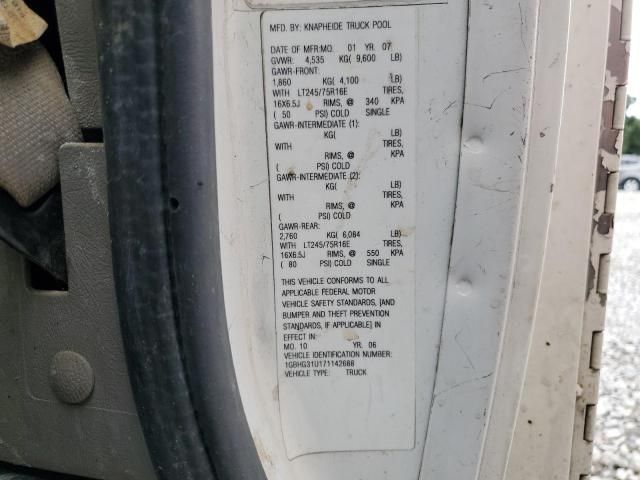 MFD. BY: KNAPHEIDE TRUCK POOL
DATE OF MFR:MO. 01 YR. 07
GVWR: 4,535 KG( 9,600 LB)
GAWR-FRONT:
1,860 KG( 4,100 LB)
WITH LT245/75R16E TIRES,
16X6.5J RIMS, @ 340 KPA
( 50 PSI) COLD SINGLE
GAWR-INTERMEDIATE (1):
KG( LB)
WITH TIRES,
RIMS, @ KPA
( PSI) COLD
GAWR-INTERMEDIATE (2):
KG( LB)
WITH TIRES,
RIMS, @ KPA
( PSI) COLD
GAWR-REAR:
2,760 KG( 6,084 LB)
WITH LT245/75R16E TIRES,
16X6.5J RIMS, @ 550 KPA
( 80 PSI) COLD SINGLE
THIS VEHICLE CONFORMS TO ALL
APPLICABLE FEDERAL MOTOR
VEHICLE SAFETY STANDARDS, [AND
BUMPER AND THEFT PREVENTION
STANDARDS, IF APPLICABLE] IN
EFFECT IN:
MO. 10 YR. 06
VEHICLE IDENTIFICATION NUMBER:
1GBHG31U171142688
VEHICLE TYPE: TRUCK